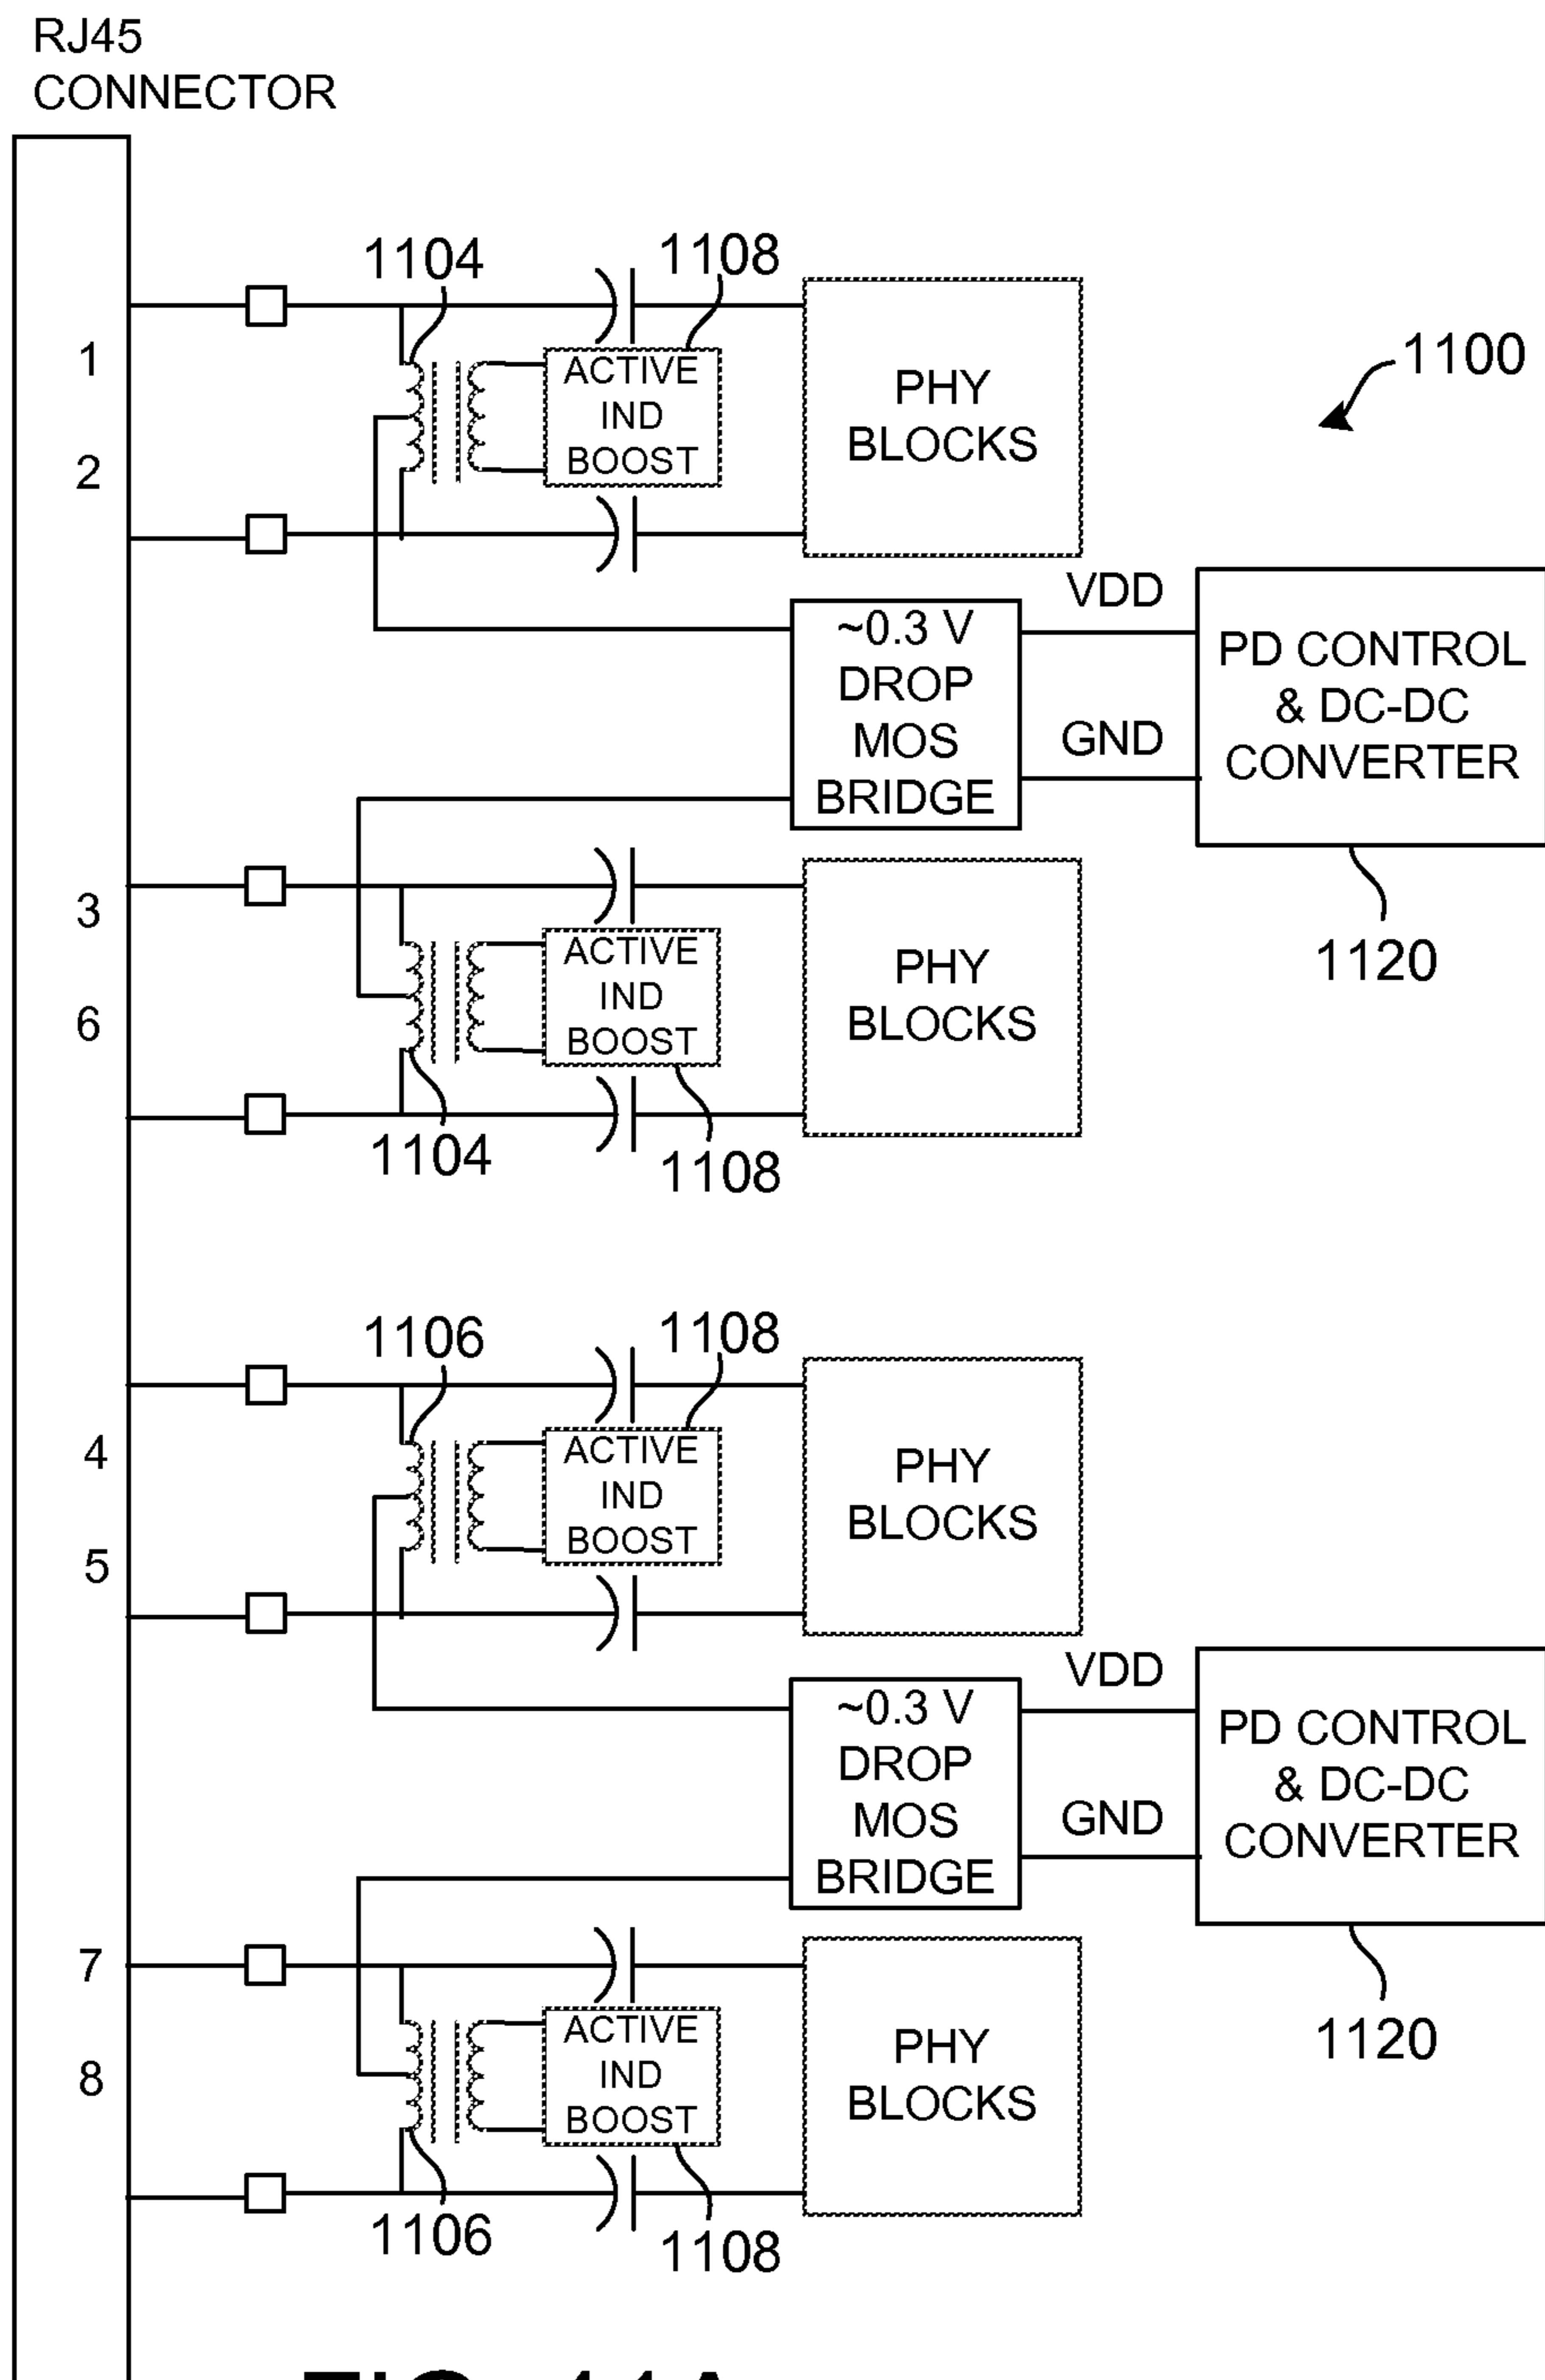 RJ45
CONNECTOR
1104
1108
1
2
ACTIVE
IND
BOOST
PHY
BLOCKS
1100
~0.3 V
DROP
MOS
BRIDGE
VDD
GND
PD CONTROL
& DC-DC
CONVERTER
1120
3
6
ACTIVE
IND
BOOST
PHY
BLOCKS
1104
1108
1106
1108
4
5
ACTIVE
IND
BOOST
PHY
BLOCKS
~0.3 V
DROP
MOS
BRIDGE
VDD
GND
PD CONTROL
& DC-DC
CONVERTER
1120
7
8
ACTIVE
IND
BOOST
PHY
BLOCKS
1106
1108